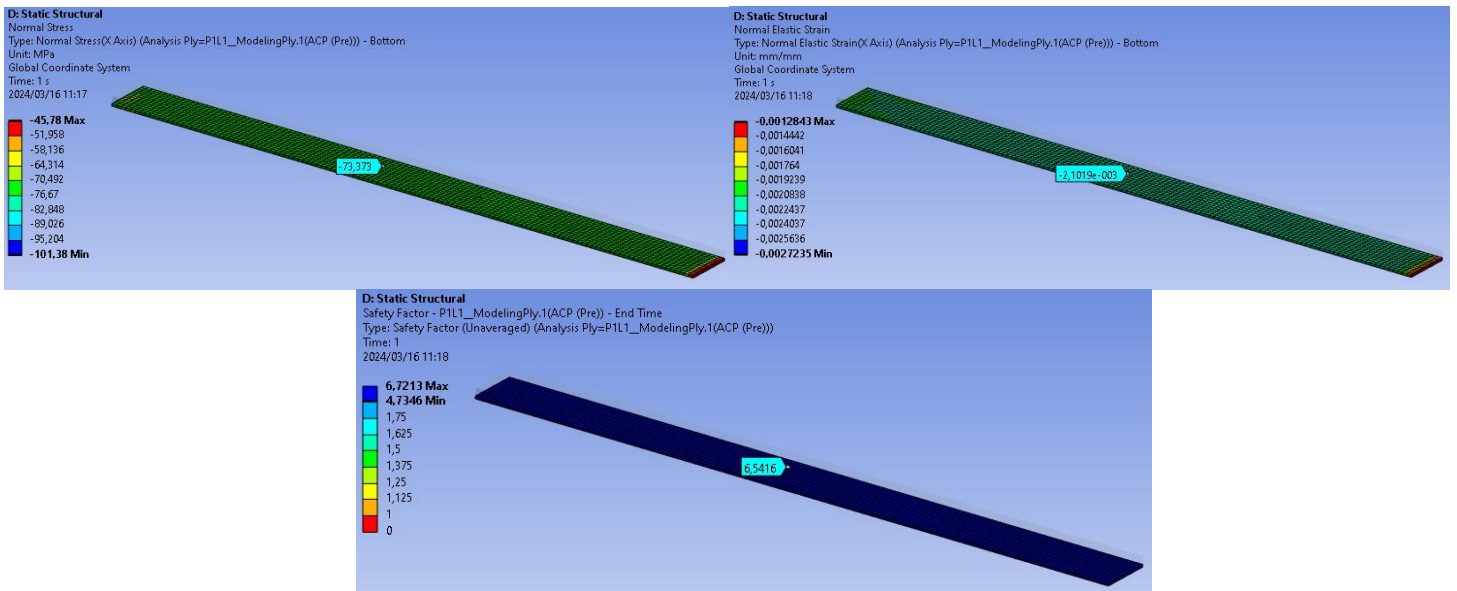 D: Static Structural
Normal Stress
Type: Normal Stress(X Axis) (Analysis Ply=P1L1__ModelingPly.1(ACP (Pre))) - Bottom
Unit: MPa
Global Coordinate System
Time: 1 s
2024/03/16 11:17
-45,78 Max
-51,958
-58,136
-64,314
-70,492
-76,67
-82,848
-89,026
-95,204
-101,38 Min
-73,373
D: Static Structural
Normal Elastic Strain
Type: Normal Elastic Strain(X Axis) (Analysis Ply=P1L1__ModelingPly.1(ACP (Pre))) - Bottom
Unit: mm/mm
Global Coordinate System
Time: 1 s
2024/03/16 11:18
-0,0012843 Max
-0,0014442
-0,0016041
-0,001764
-0,0019239
-0,0020838
-0,0022437
-0,0024037
-0,0025636
-0,0027235 Min
-2,1019e-003
D: Static Structural
Safety Factor - P1L1__ModelingPly.1(ACP (Pre)) - End Time
Type: Safety Factor (Unaveraged) (Analysis Ply=P1L1__ModelingPly.1(ACP (Pre)))
Time: 1
2024/03/16 11:18
6,7213 Max
4,7346 Min
1,75
1,625
1,5
1,375
1,25
1,125
1
0
6,5416